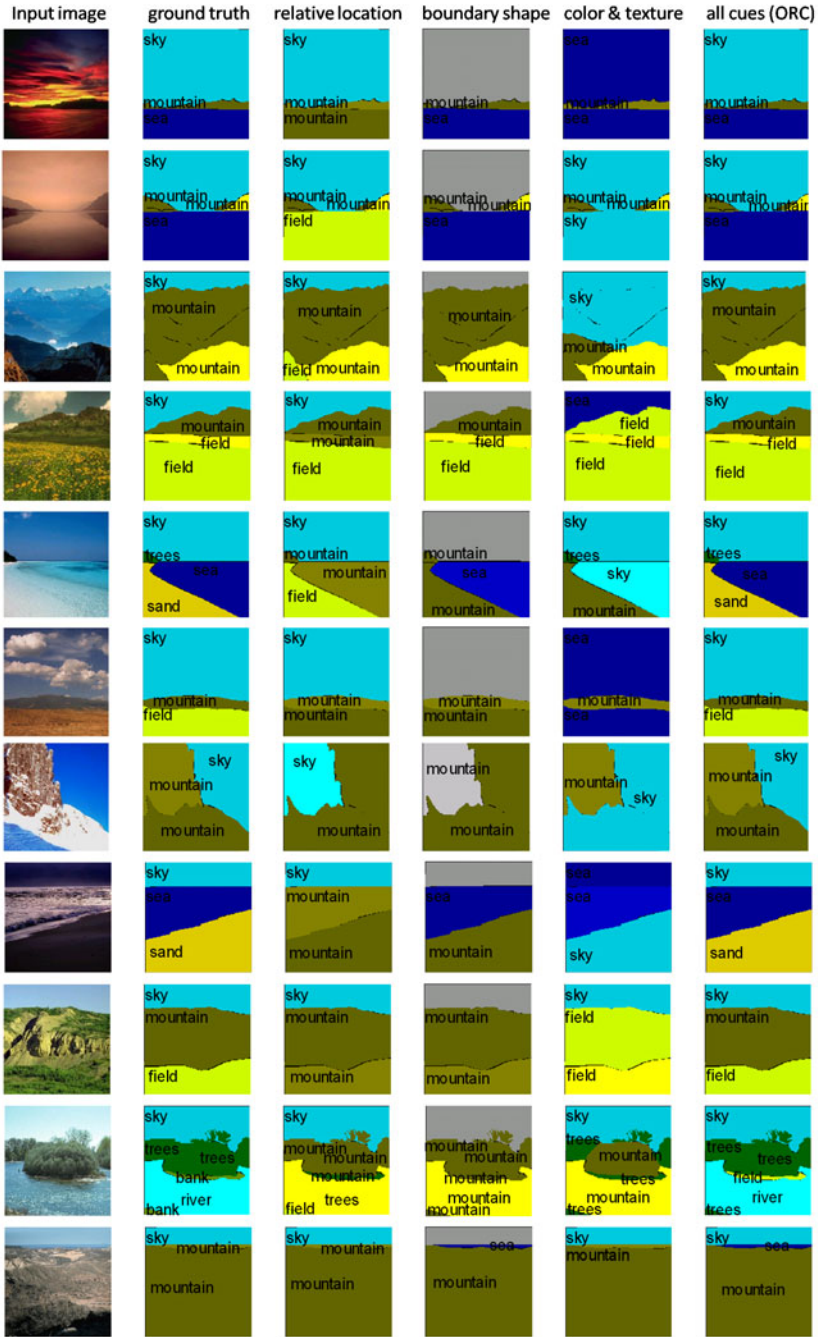 Input image ground truth relative location boundary shape color & texture all cues (ORC)
sky sky sea sky
mountain mountain mountain mountain mountain
sea mountain sea sea sea
sky sky sky sky
mountain mountain mountain mountain
mountain mountain mountain mountain mountain
sea field sea sky sea
sky sky sky
sky
mountain mountain mountain mountain
mountain
field
mountain mountain mountain mountain mountain
sky sky sea sky
mountain mountain mountain field mountain
field mountain field field field
field field field field field
sky sky sky sky
trees mountain mountain trees trees
sea mountain sea sky sea
sand field mountain mountain sand
sky sky sea sky
mountain mountain mountain mountain mountain
field mountain mountain sea field
sky sky mountain sky
mountain mountain mountain
sky
mountain mountain mountain mountain
sky sky sea sky
sea mountain sea sea sea
sand mountain mountain sky sand
sky sky sky sky
mountain mountain mountain field mountain
field mountain mountain field field
sky sky sky sky
trees mountain mountain trees
trees mountain mountain mountain trees
bank mountain mountain trees field
river trees mountain mountain river
bank field mountain trees trees
sky sky sky sky
mountain mountain sea mountain sea
mountain mountain mountain mountain